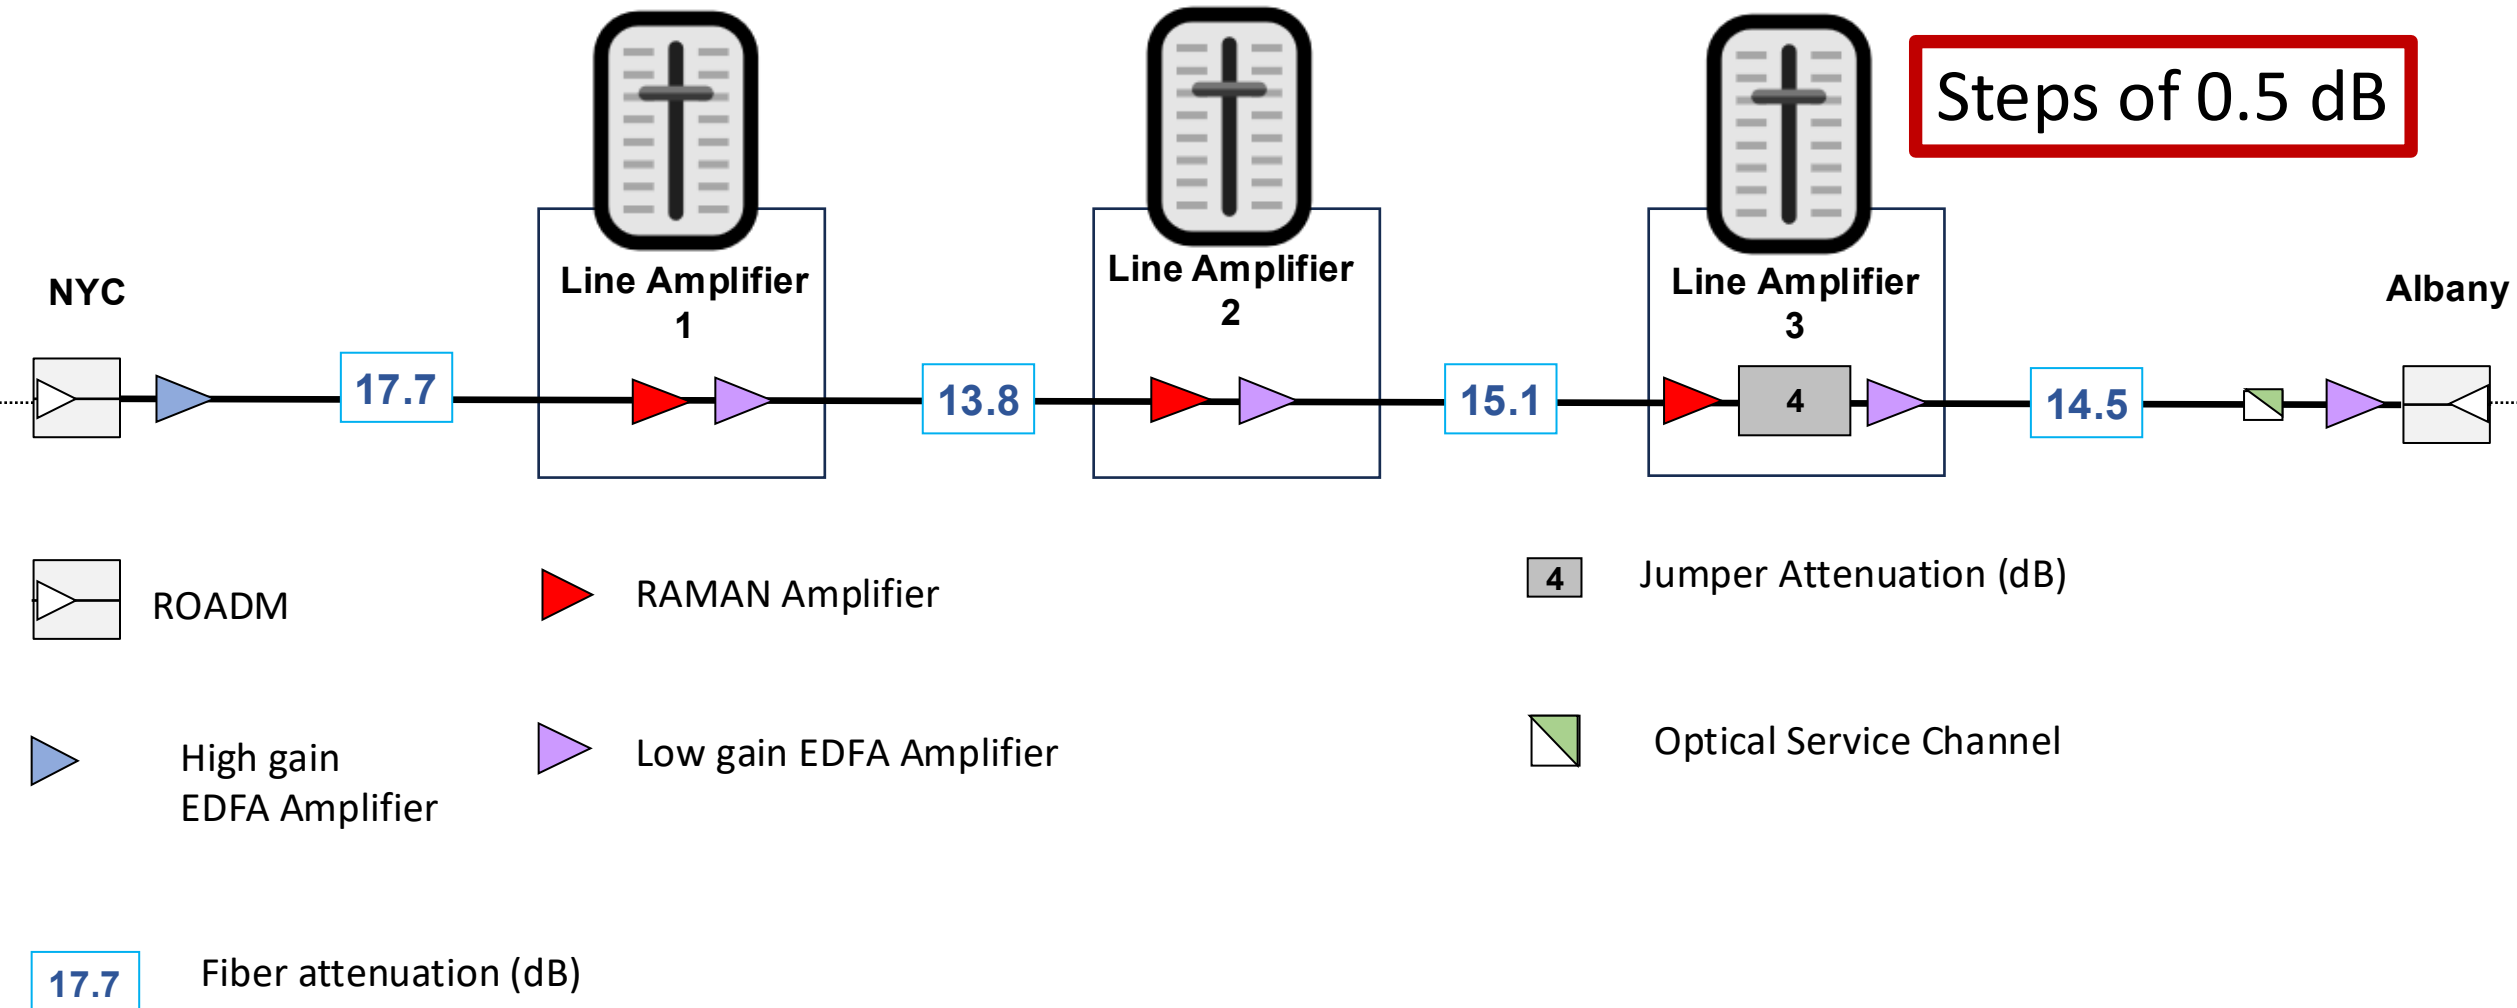 Steps of 0.5 dB
NYC
Line Amplifier
1
Line Amplifier
2
Line Amplifier
3
Albany
17.7
13.8
15.1
4
14.5
ROADM
RAMAN Amplifier
4
Jumper Attenuation (dB)
High gain
EDFA Amplifier
Low gain EDFA Amplifier
Optical Service Channel
17.7
Fiber attenuation (dB)